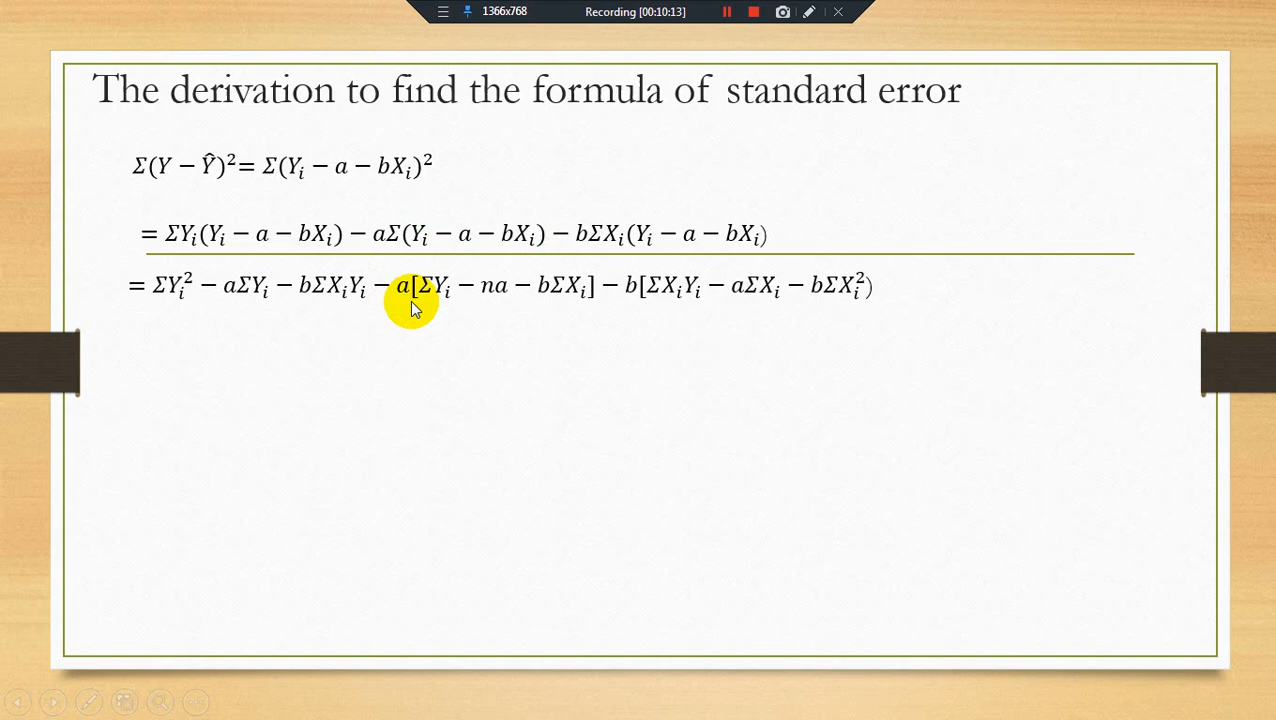 1366x768 Recording [00:10:13]
The derivation to find the formula of standard error
Σ(Y − Ŷ)²= Σ(Yᵢ − a − bXᵢ)²
= ΣYᵢ(Yᵢ − a − bXᵢ) − aΣ(Yᵢ − a − bXᵢ) − bΣXᵢ(Yᵢ − a − bXᵢ)
= ΣYᵢ² − aΣYᵢ − bΣXᵢYᵢ − a[ΣYᵢ − na − bΣXᵢ] − b[ΣXᵢYᵢ − aΣXᵢ − bΣXᵢ²)